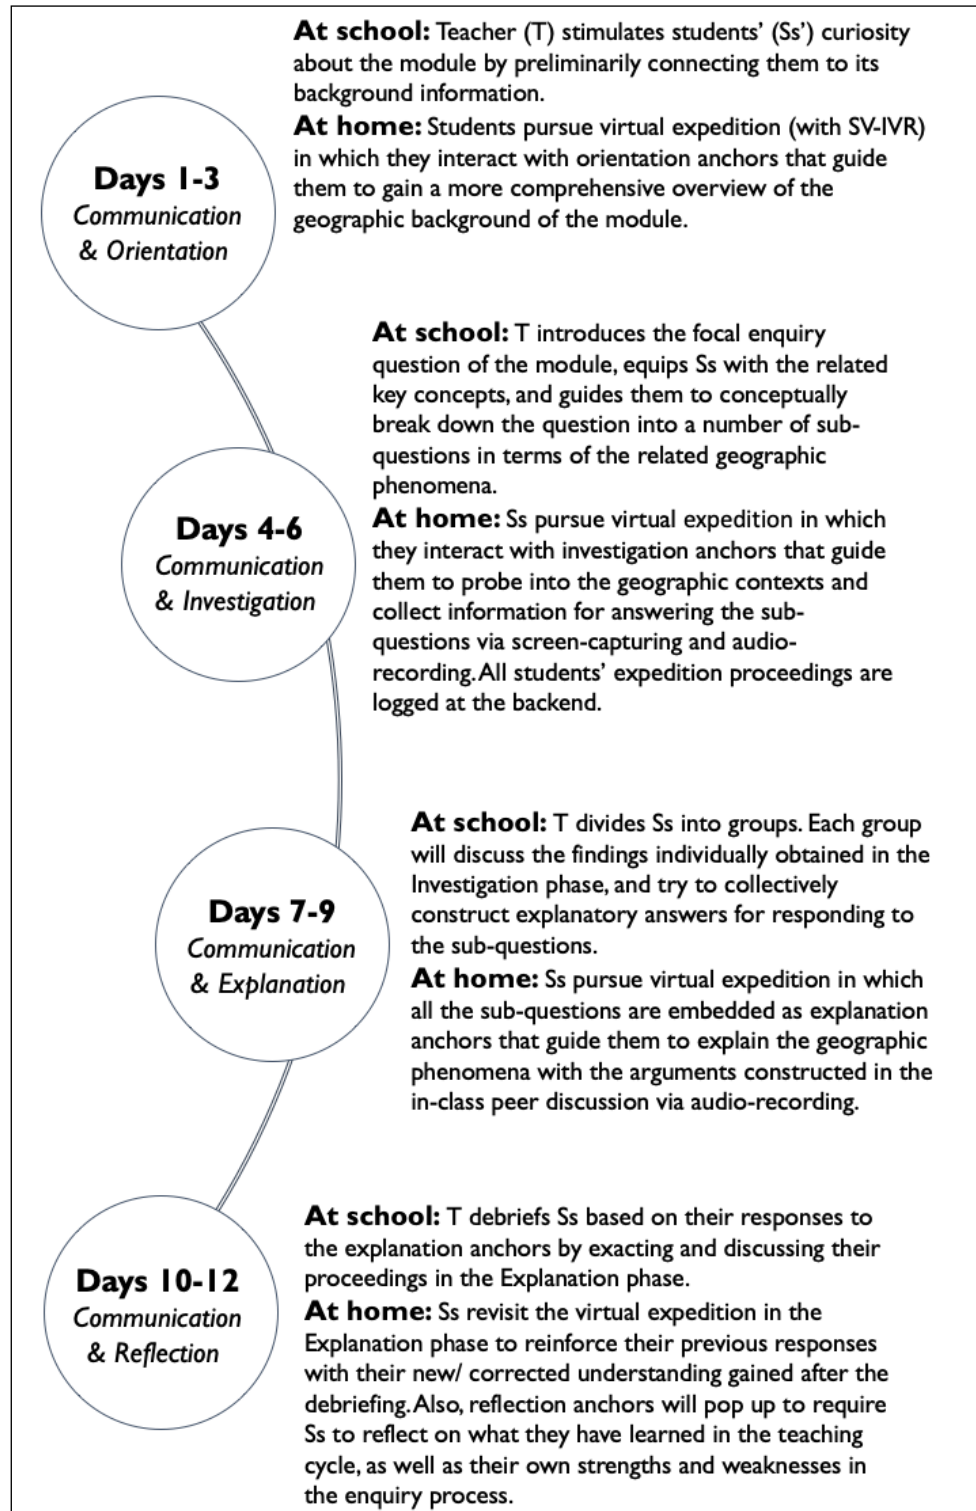 At school: Teacher (T) stimulates students' (Ss') curiosity
about the module by preliminarily connecting them to its
background information.
At home: Students pursue virtual expedition (with SV-IVR)
in which they interact with orientation anchors that guide
them to gain a more comprehensive overview of the
geographic background of the module.
Days 1-3
Communication
& Orientation
At school: T introduces the focal enquiry
question of the module, equips Ss with the related
key concepts, and guides them to conceptually
break down the question into a number of sub-
questions in terms of the related geographic
phenomena.
At home: Ss pursue virtual expedition in which
they interact with investigation anchors that guide
them to probe into the geographic contexts and
collect information for answering the sub-
questions via screen-capturing and audio-
recording. All students' expedition proceedings are
logged at the backend.
Days 4-6
Communication
& Investigation
At school: T divides Ss into groups. Each group
will discuss the findings individually obtained in the
Investigation phase, and try to collectively
construct explanatory answers for responding to
the sub-questions.
At home: Ss pursue virtual expedition in which
all the sub-questions are embedded as explanation
anchors that guide them to explain the geographic
phenomena with the arguments constructed in the
in-class peer discussion via audio-recording.
Days 7-9
Communication
& Explanation
At school: T debriefs Ss based on their responses to
the explanation anchors by exacting and discussing their
proceedings in the Explanation phase.
At home: Ss revisit the virtual expedition in the
Explanation phase to reinforce their previous responses
with their new/ corrected understanding gained after the
debriefing. Also, reflection anchors will pop up to require
Ss to reflect on what they have learned in the teaching
cycle, as well as their own strengths and weaknesses in
the enquiry process.
Days 10-12
Communication
& Reflection